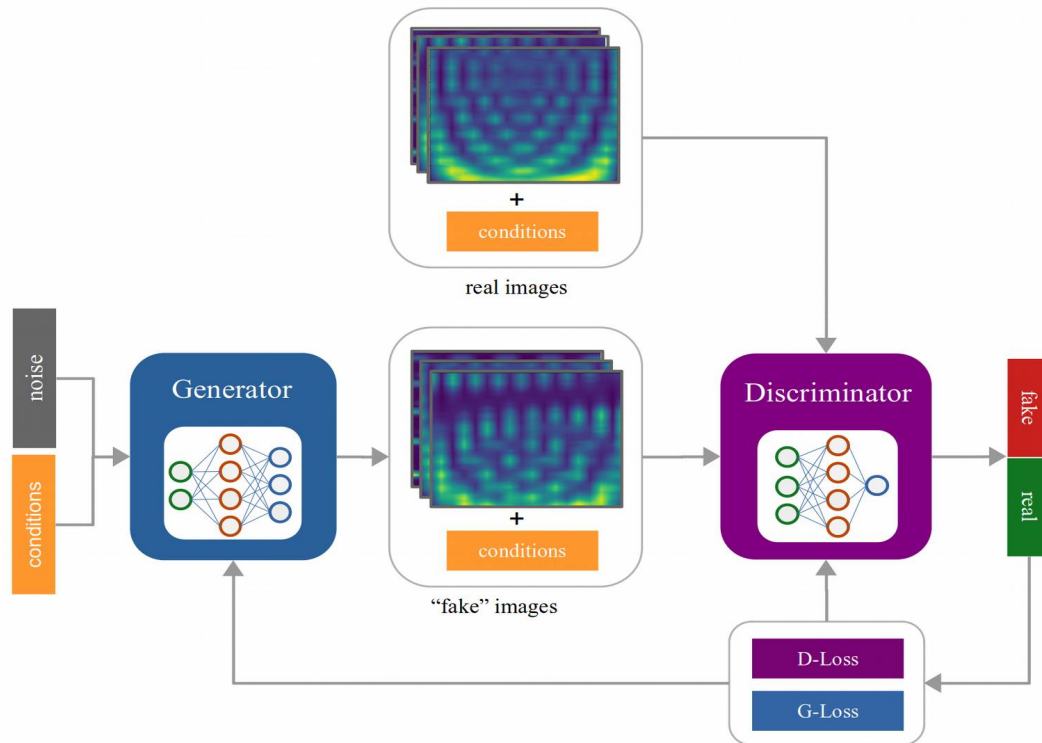 +
conditions
real images
noise
conditions
Generator
+
conditions
“fake” images
Discriminator
fake
real
D-Loss
G-Loss